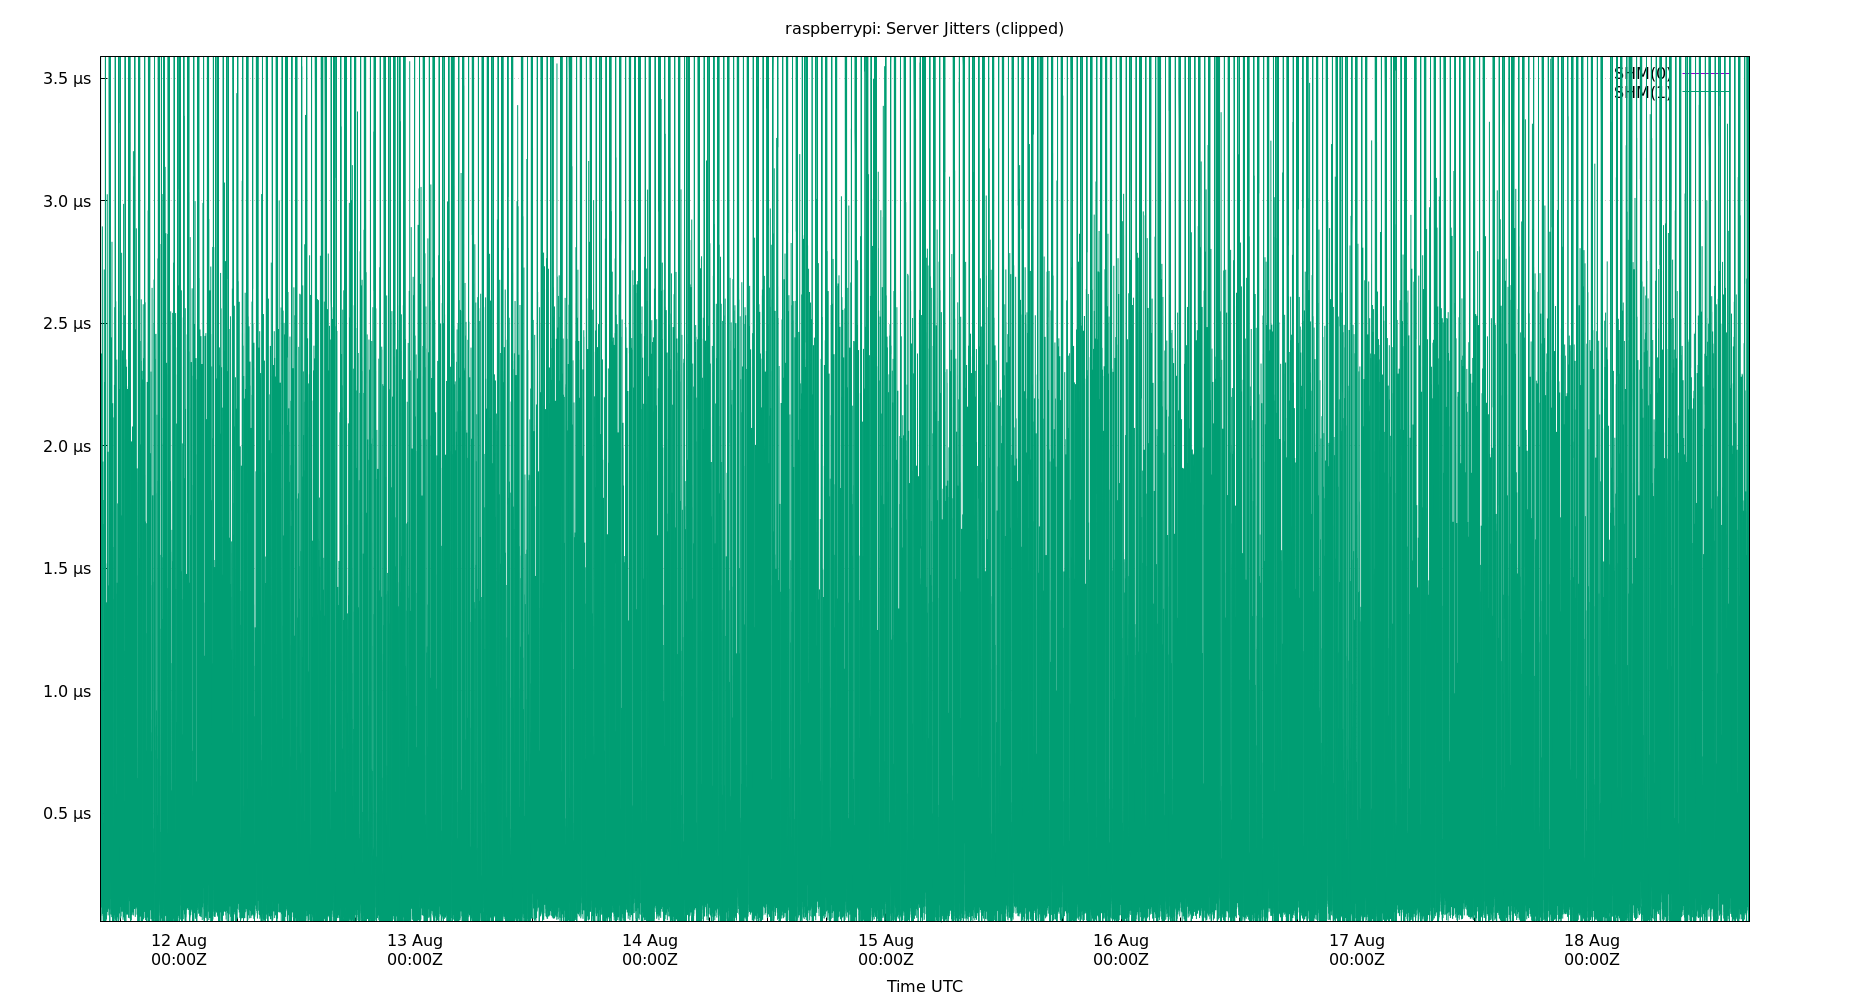 raspberrypi: Server Jitters (clipped)
SHM(0)
SHM(1)
3.5 µs
3.0 µs
2.5 µs
2.0 µs
1.5 µs
1.0 µs
0.5 µs
12 Aug 13 Aug 14 Aug 15 Aug 16 Aug 17 Aug 18 Aug
00:00Z 00:00Z 00:00Z 00:00Z 00:00Z 00:00Z 00:00Z
Time UTC